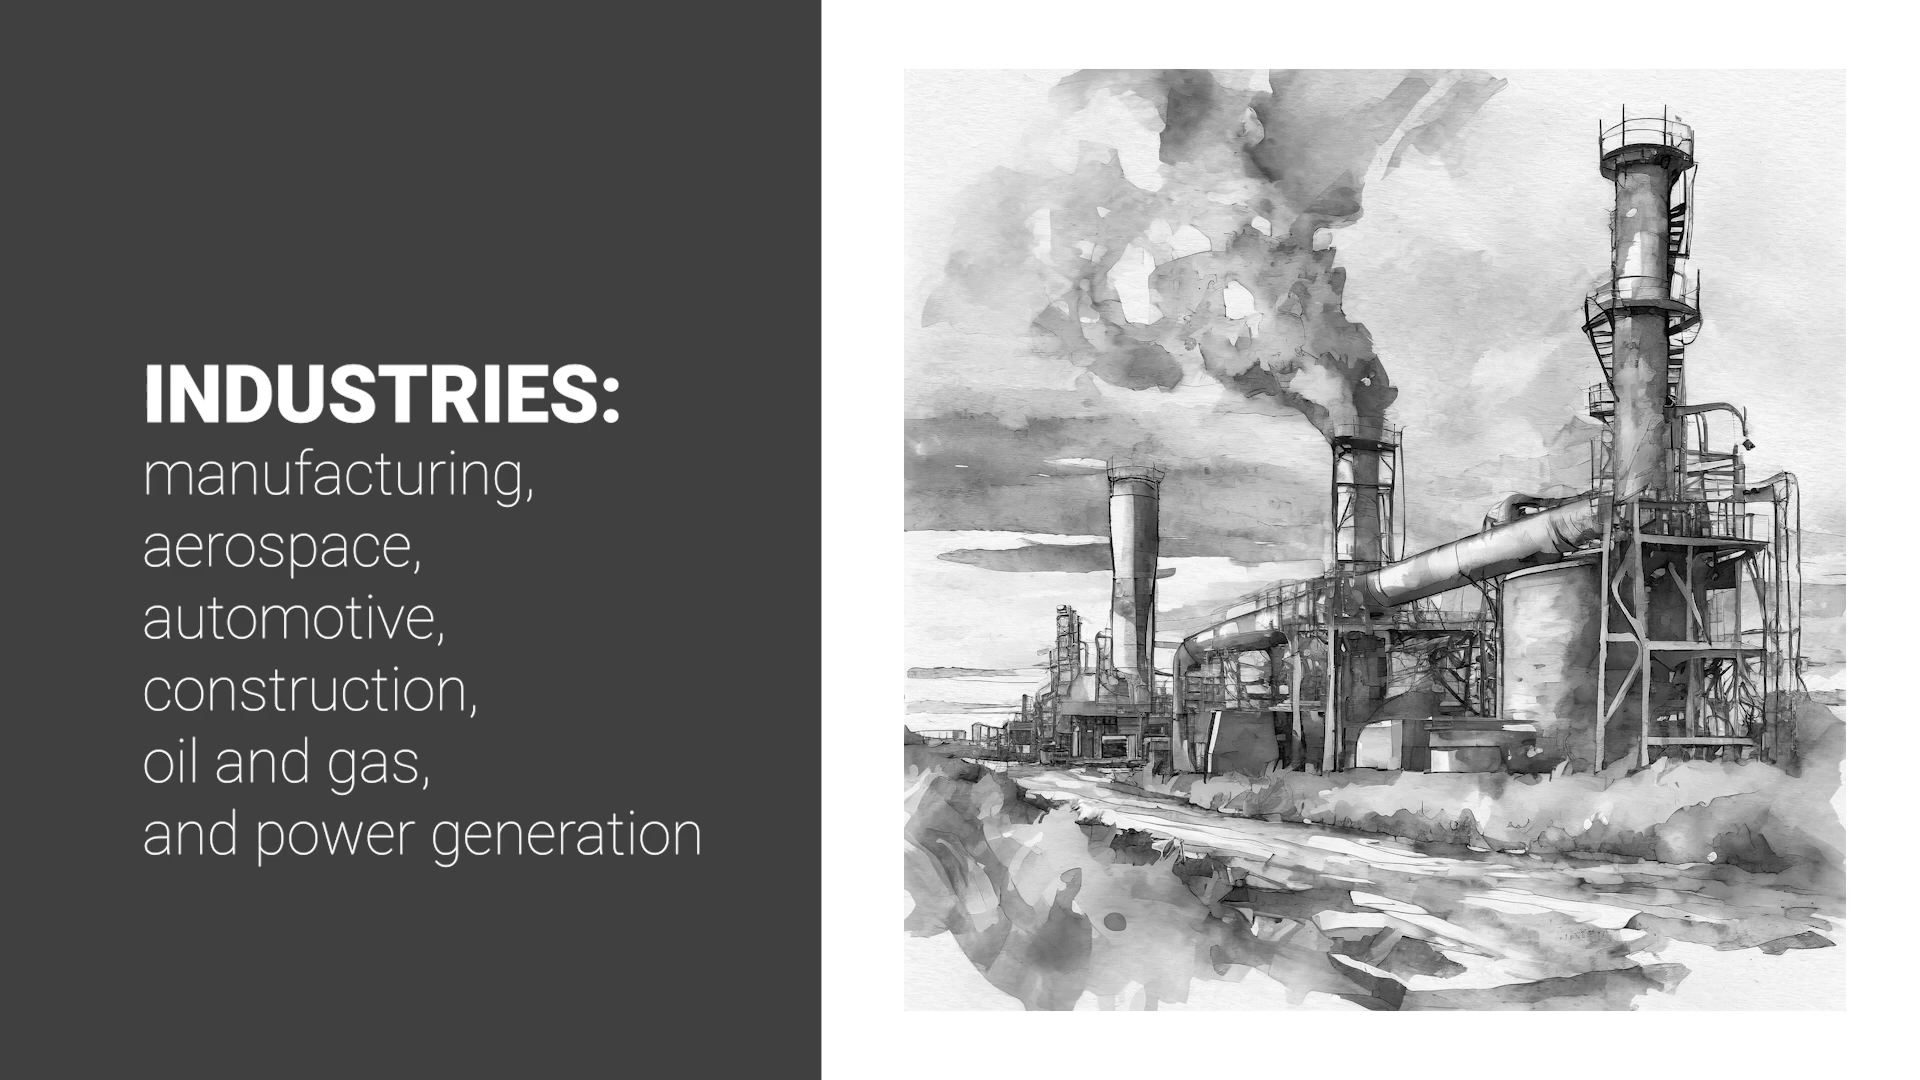 INDUSTRIES:
manufacturing,
aerospace,
automotive,
construction,
oil and gas,
and power generation